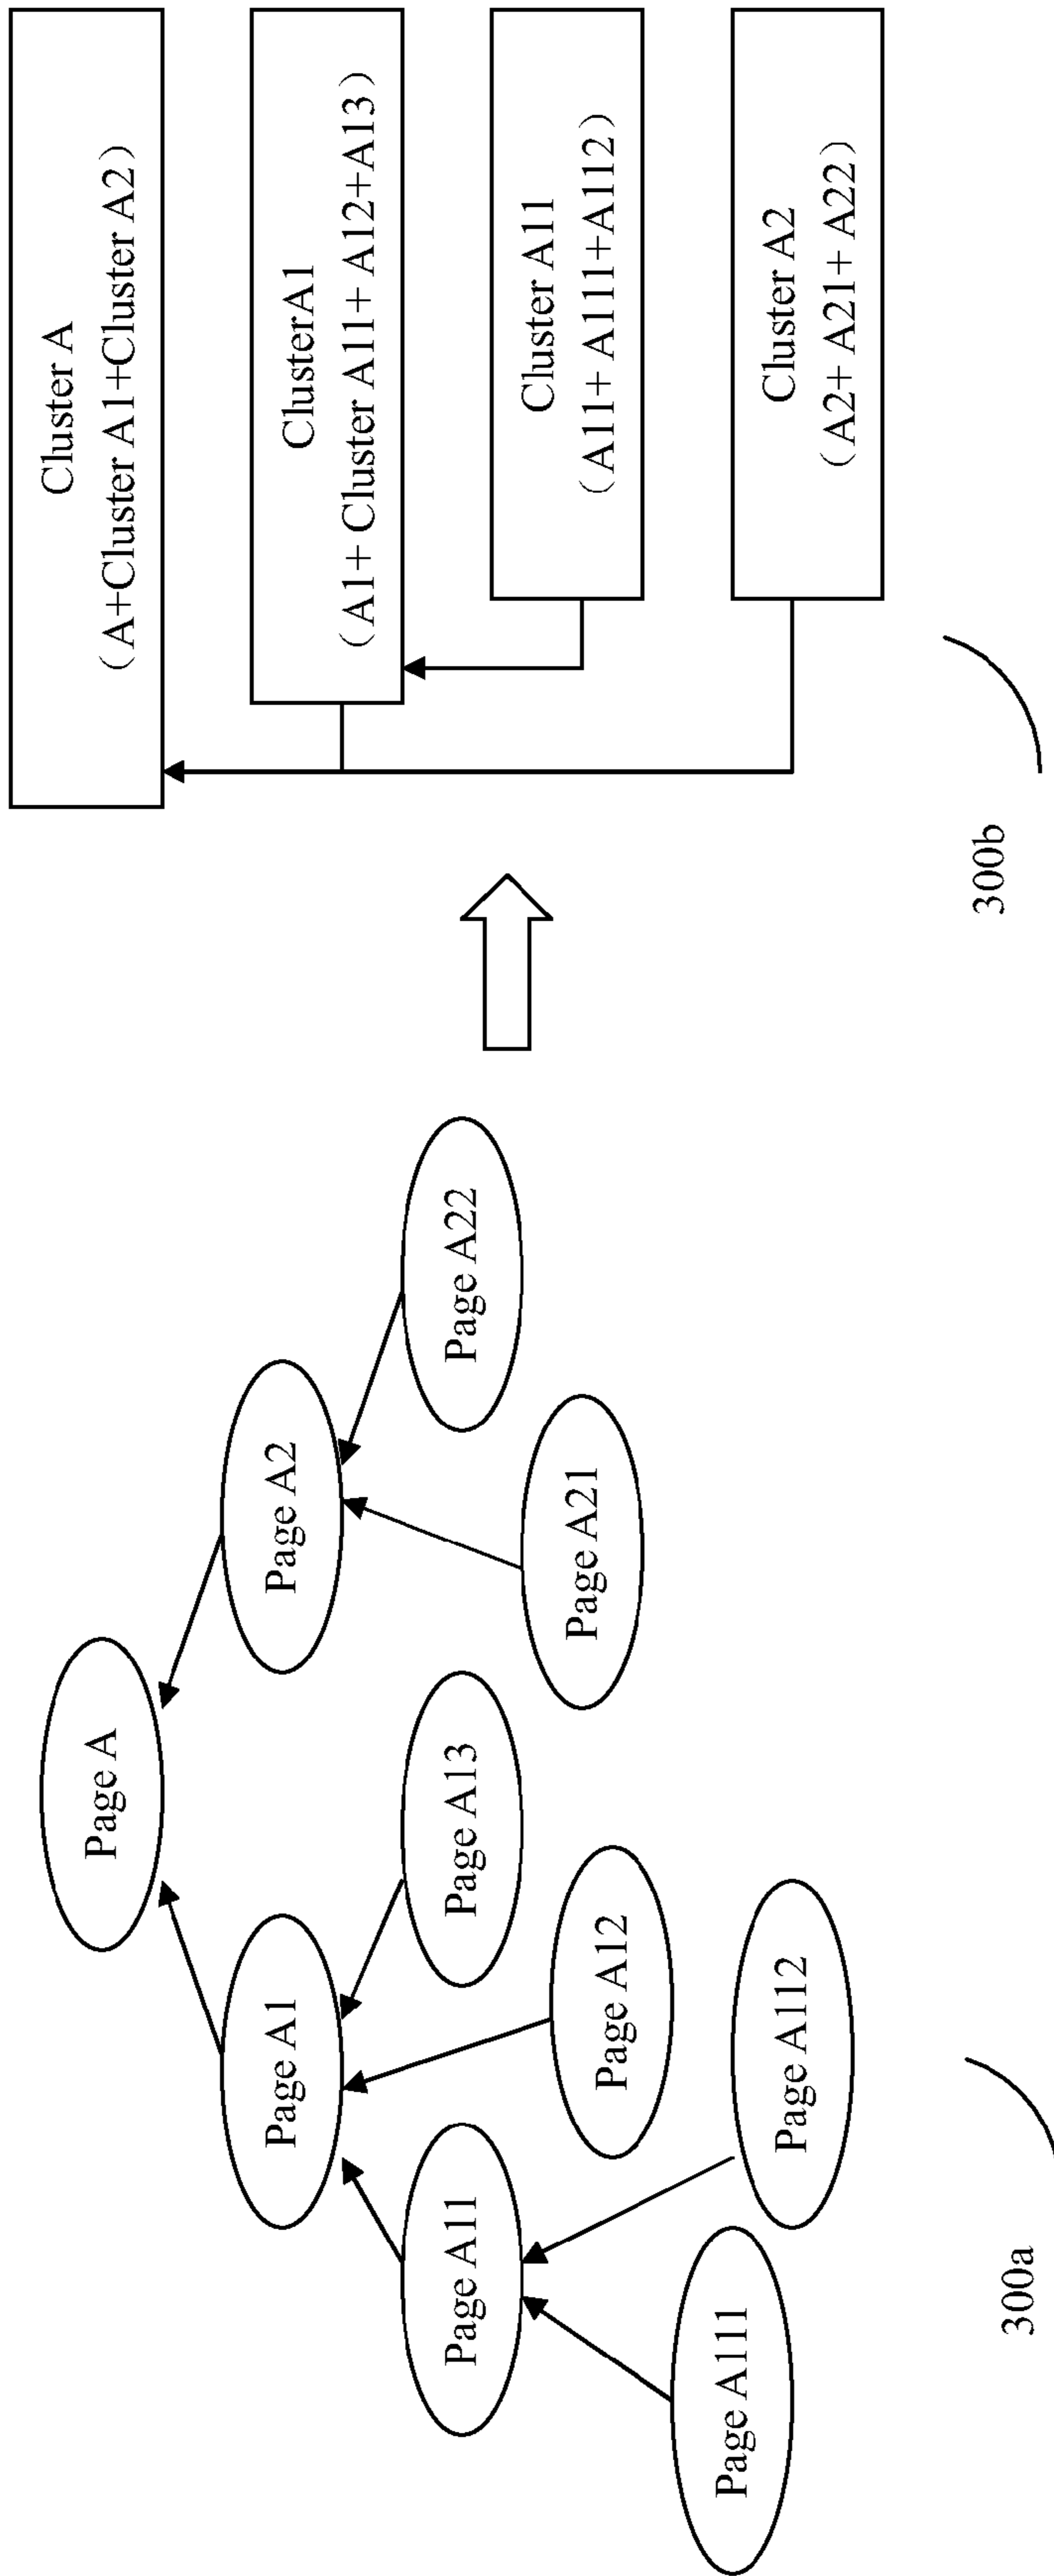 Page A
Page A1
Page A2
Page A11
Page A13
Page A22
Page A12
Page A21
Page A111
Page A112
300a
Cluster A
(A+Cluster A1+Cluster A2)
ClusterA1
(A1+ Cluster A11+ A12+A13)
Cluster A11
(A11+ A111+A112)
Cluster A2
(A2+ A21+ A22)
300b